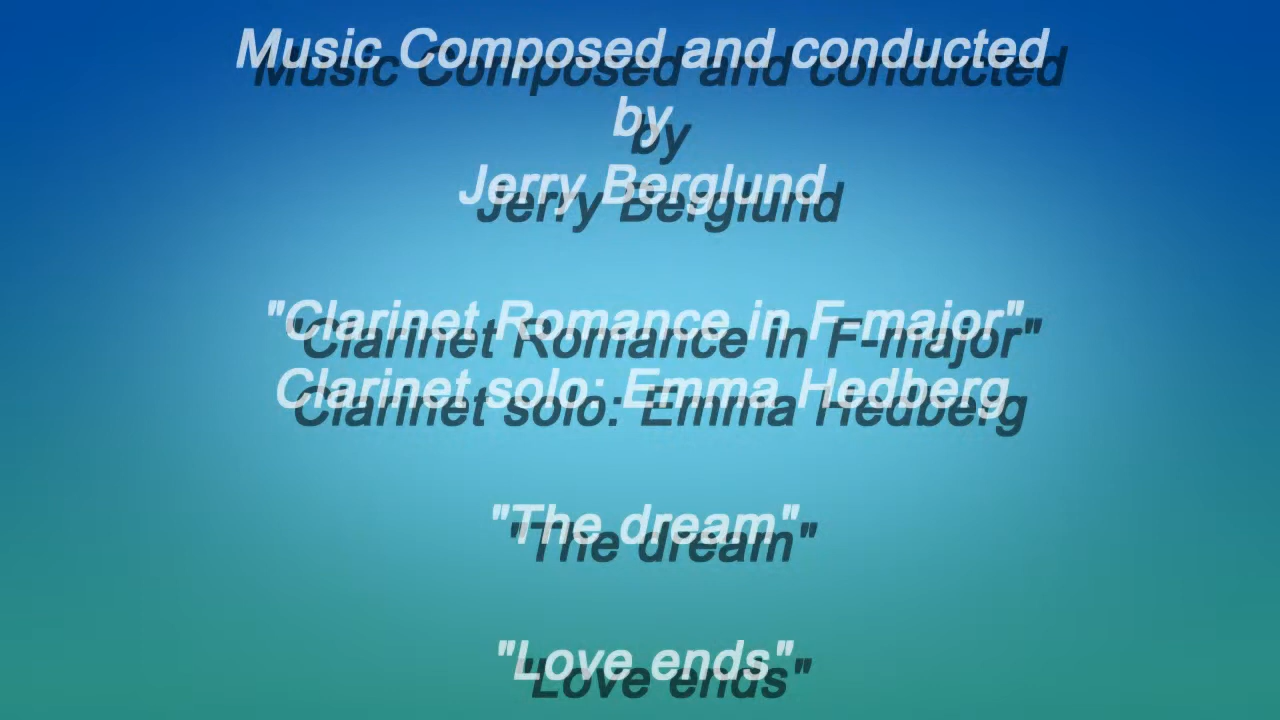 Music Composed and conducted
by
Jerry Berglund
"Clarinet Romance in F-major"
Clarinet solo: Emma Hedberg
"The dream"
"Love ends"